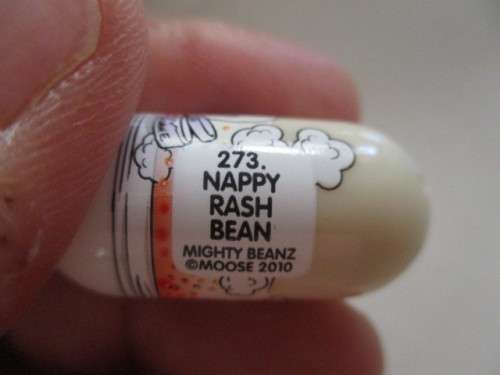 273.
NAPPY
RASH
BEAN
MIGHTY BEANZ
©MOOSE 2010